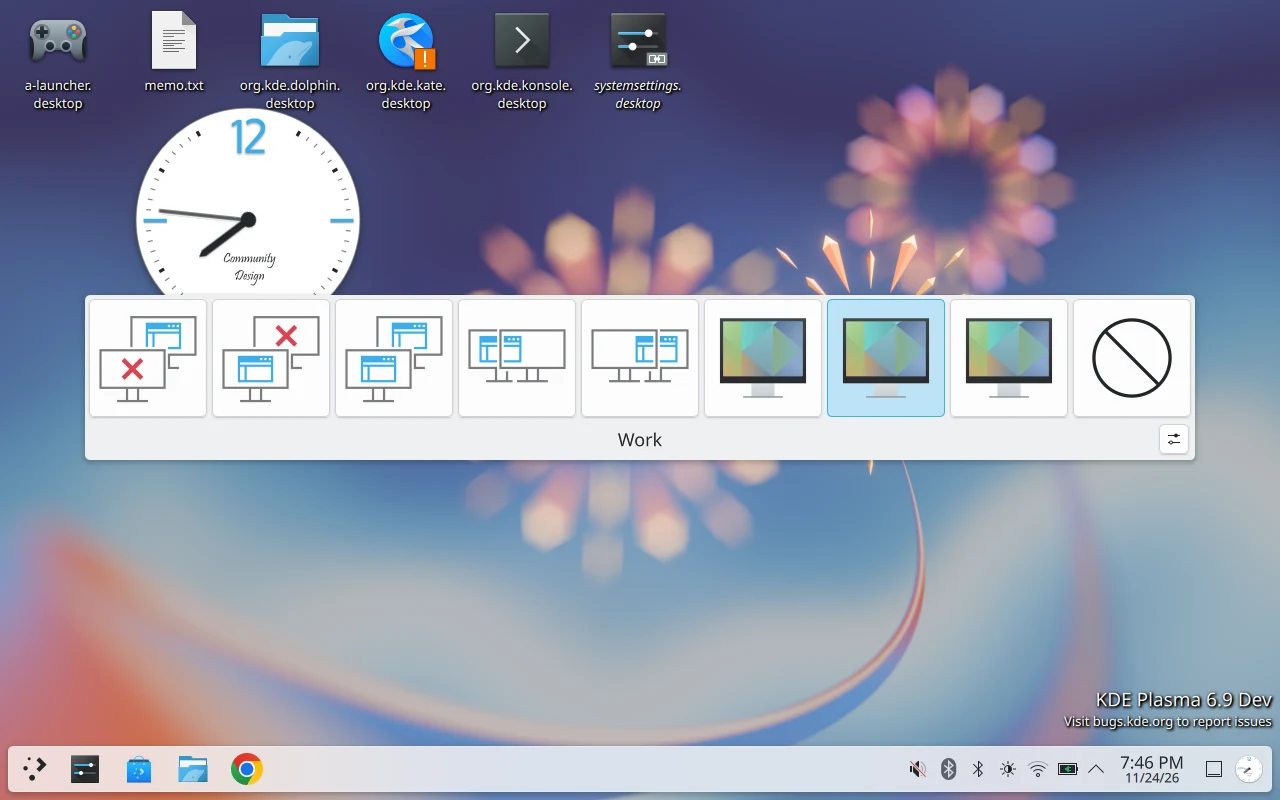 a-launcher.
desktop
memo.txt
org.kde.dolphin.
desktop
org.kde.kate.
desktop
org.kde.konsole.
desktop
systemsettings.
desktop
12
Community
Design
Work
KDE Plasma 6.9 Dev
Visit bugs.kde.org to report issues
7:46 PM
11/24/26